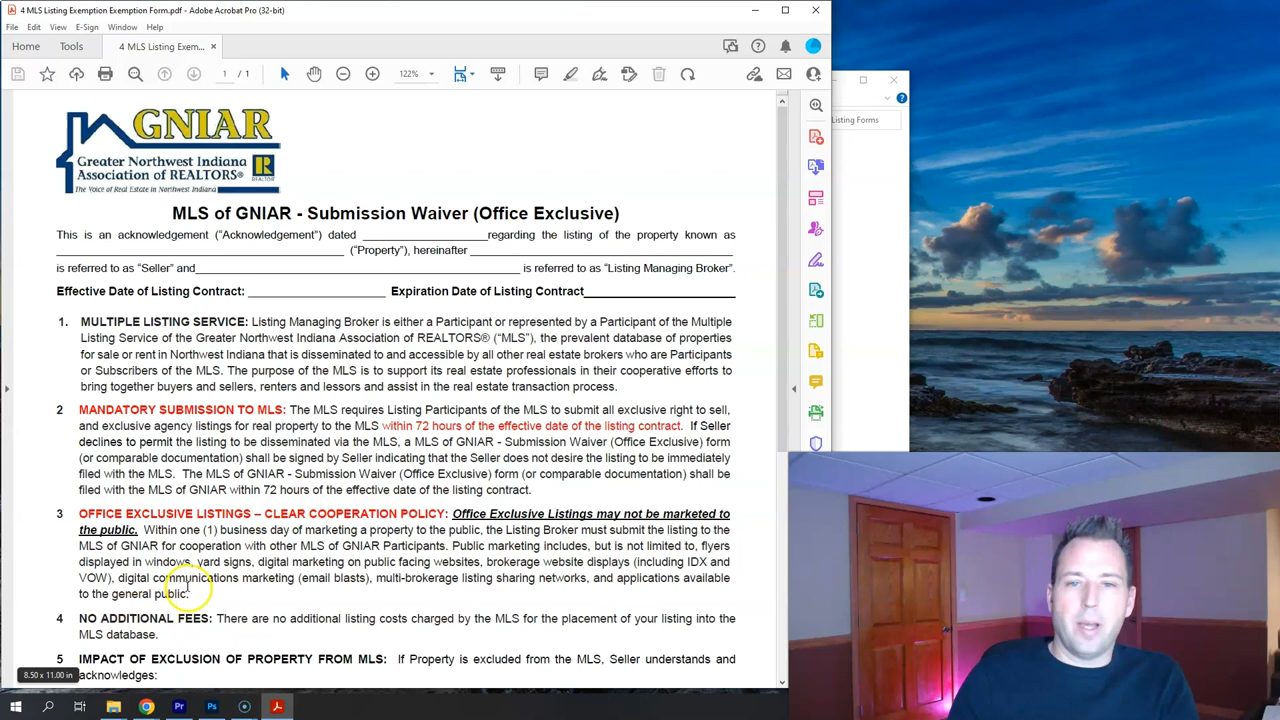 4 MLS Listing Exemption Exemption Form.pdf - Adobe Acrobat Pro (32-bit)
File Edit View E-Sign Window Help
Home Tools 4 MLS Listing Exem... ×
1 / 1 122%
Listing Forms
GNIAR
Greater Northwest Indiana
Association of REALTORS®
REALTOR
The Voice of Real Estate in Northwest Indiana
MLS of GNIAR - Submission Waiver (Office Exclusive)
This is an acknowledgement (“Acknowledgement”) dated ____________________regarding the listing of the property known as
______________________________________________ (“Property”), hereinafter __________________________________________
is referred to as “Seller” and____________________________________________________ is referred to as “Listing Managing Broker”.
Effective Date of Listing Contract: ______________________ Expiration Date of Listing Contract________________________
1. MULTIPLE LISTING SERVICE: Listing Managing Broker is either a Participant or represented by a Participant of the Multiple
Listing Service of the Greater Northwest Indiana Association of REALTORS® (“MLS”), the prevalent database of properties
for sale or rent in Northwest Indiana that is disseminated to and accessible by all other real estate brokers who are Participants
or Subscribers of the MLS. The purpose of the MLS is to support its real estate professionals in their cooperative efforts to
bring together buyers and sellers, renters and lessors and assist in the real estate transaction process.
2 MANDATORY SUBMISSION TO MLS: The MLS requires Listing Participants of the MLS to submit all exclusive right to sell,
and exclusive agency listings for real property to the MLS within 72 hours of the effective date of the listing contract. If Seller
declines to permit the listing to be disseminated via the MLS, a MLS of GNIAR - Submission Waiver (Office Exclusive) form
(or comparable documentation) shall be signed by Seller indicating that the Seller does not desire the listing to be immediately
filed with the MLS. The MLS of GNIAR - Submission Waiver (Office Exclusive) form (or comparable documentation) shall be
filed with the MLS of GNIAR within 72 hours of the effective date of the listing contract.
3 OFFICE EXCLUSIVE LISTINGS – CLEAR COOPERATION POLICY: Office Exclusive Listings may not be marketed to
the public. Within one (1) business day of marketing a property to the public, the Listing Broker must submit the listing to the
MLS of GNIAR for cooperation with other MLS of GNIAR Participants. Public marketing includes, but is not limited to, flyers
displayed in windows, yard signs, digital marketing on public facing websites, brokerage website displays (including IDX and
VOW), digital communications marketing (email blasts), multi-brokerage listing sharing networks, and applications available
to the general public.
4 NO ADDITIONAL FEES: There are no additional listing costs charged by the MLS for the placement of your listing into the
MLS database.
5 IMPACT OF EXCLUSION OF PROPERTY FROM MLS: If Property is excluded from the MLS, Seller understands and
acknowledges:
8.50 x 11.00 in